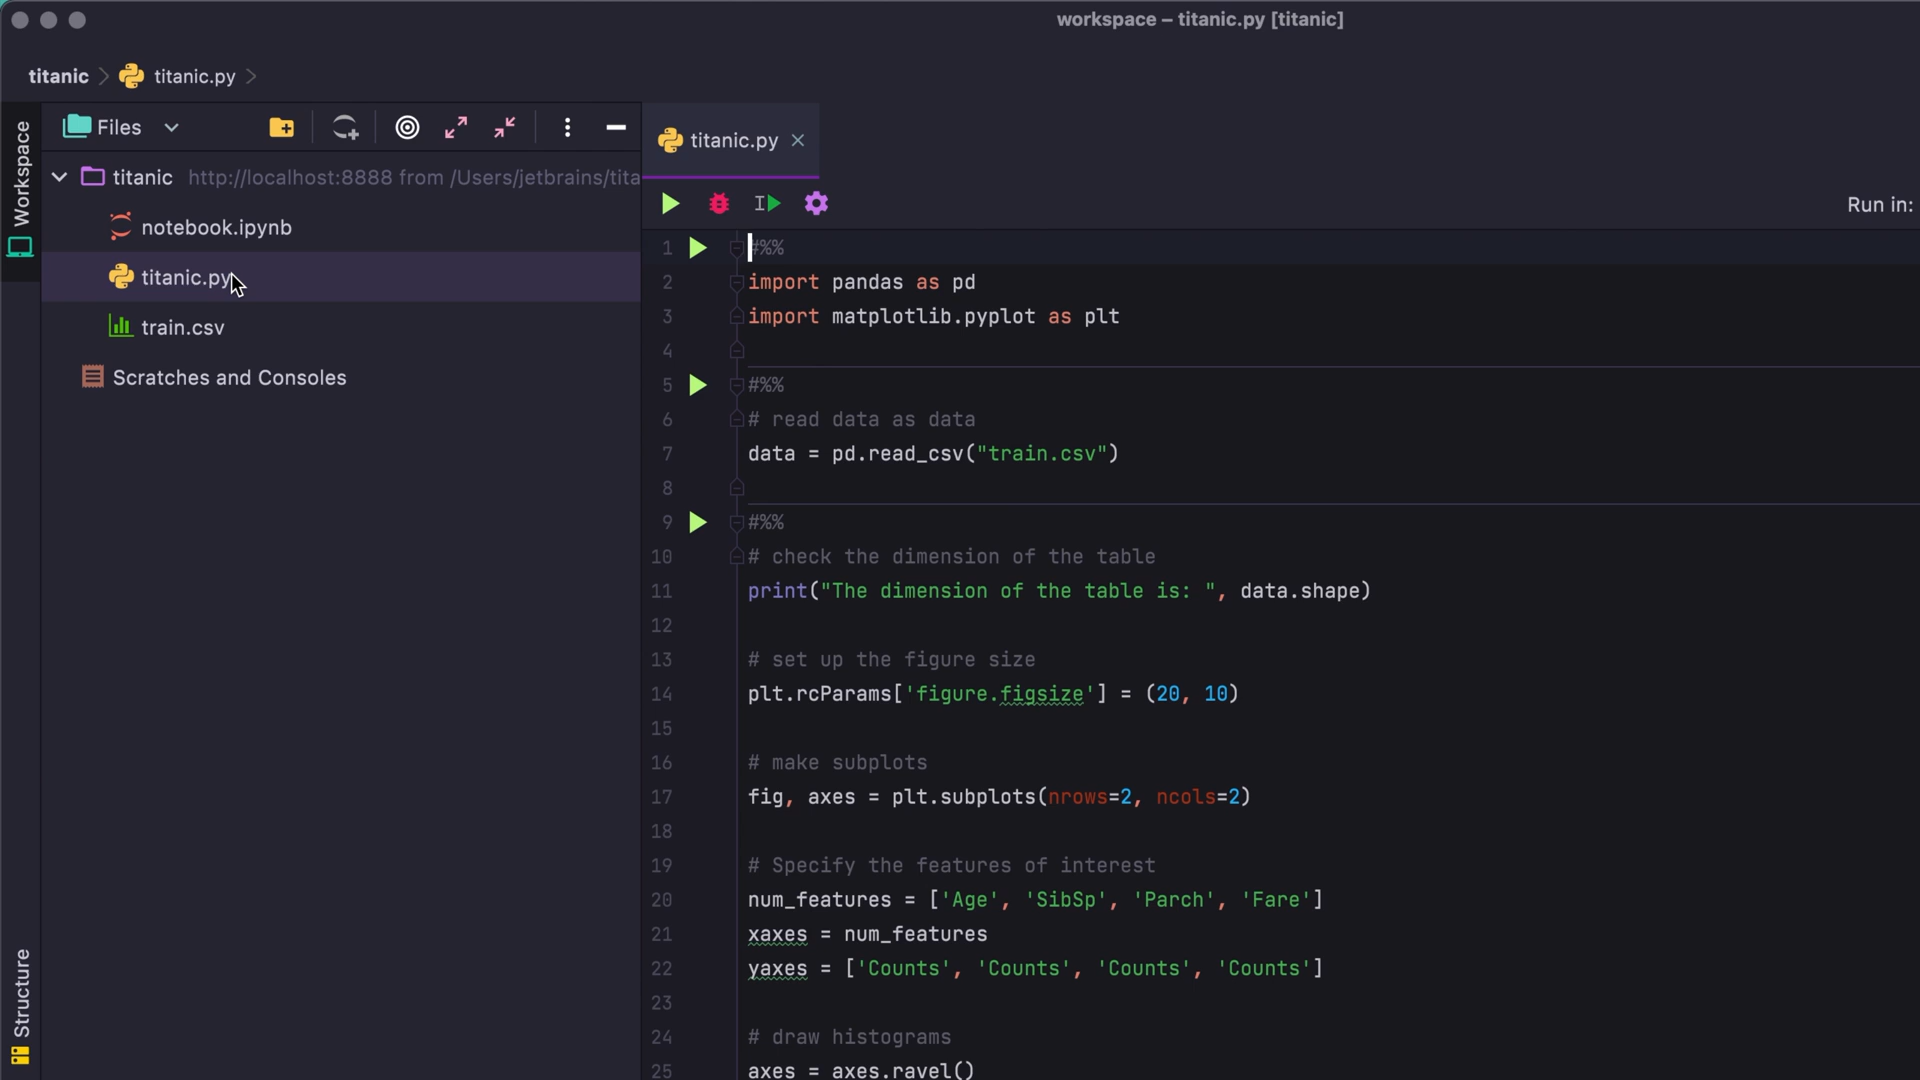 workspace – titanic.py [titanic]
titanic titanic.py
Workspace
Files
titanic http://localhost:8888 from /Users/jetbrains/tita
notebook.ipynb
titanic.py
train.csv
Scratches and Consoles
Structure
titanic.py
Run in:
1 #%%
2 import pandas as pd
3 import matplotlib.pyplot as plt
4
5 #%%
6 # read data as data
7 data = pd.read_csv("train.csv")
8
9 #%%
10 # check the dimension of the table
11 print("The dimension of the table is: ", data.shape)
12
13 # set up the figure size
14 plt.rcParams['figure.figsize'] = (20, 10)
15
16 # make subplots
17 fig, axes = plt.subplots(nrows=2, ncols=2)
18
19 # Specify the features of interest
20 num_features = ['Age', 'SibSp', 'Parch', 'Fare']
21 xaxes = num_features
22 yaxes = ['Counts', 'Counts', 'Counts', 'Counts']
23
24 # draw histograms
25 axes = axes.ravel()